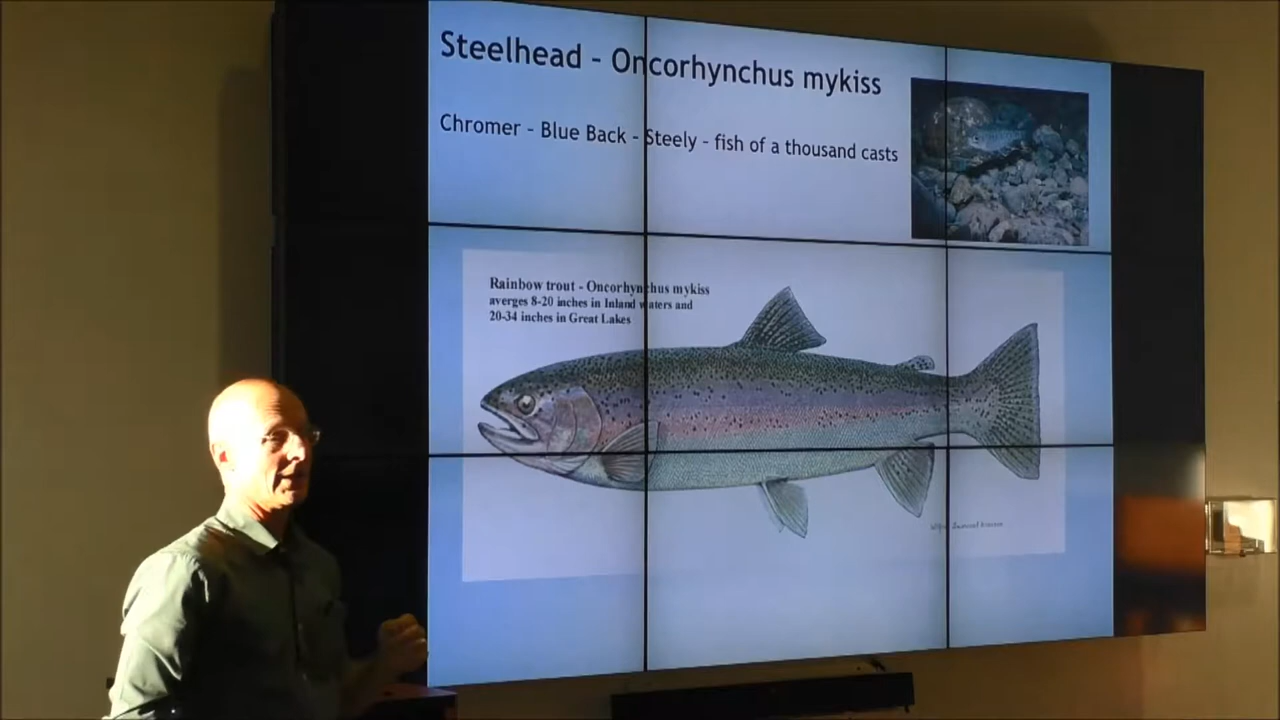 Steelhead - Oncorhynchus mykiss
Chromer - Blue Back - Steely - fish of a thousand casts
Rainbow trout - Oncorhynchus mykiss
averges 8-20 inches in Inland waters and
20-34 inches in Great Lakes